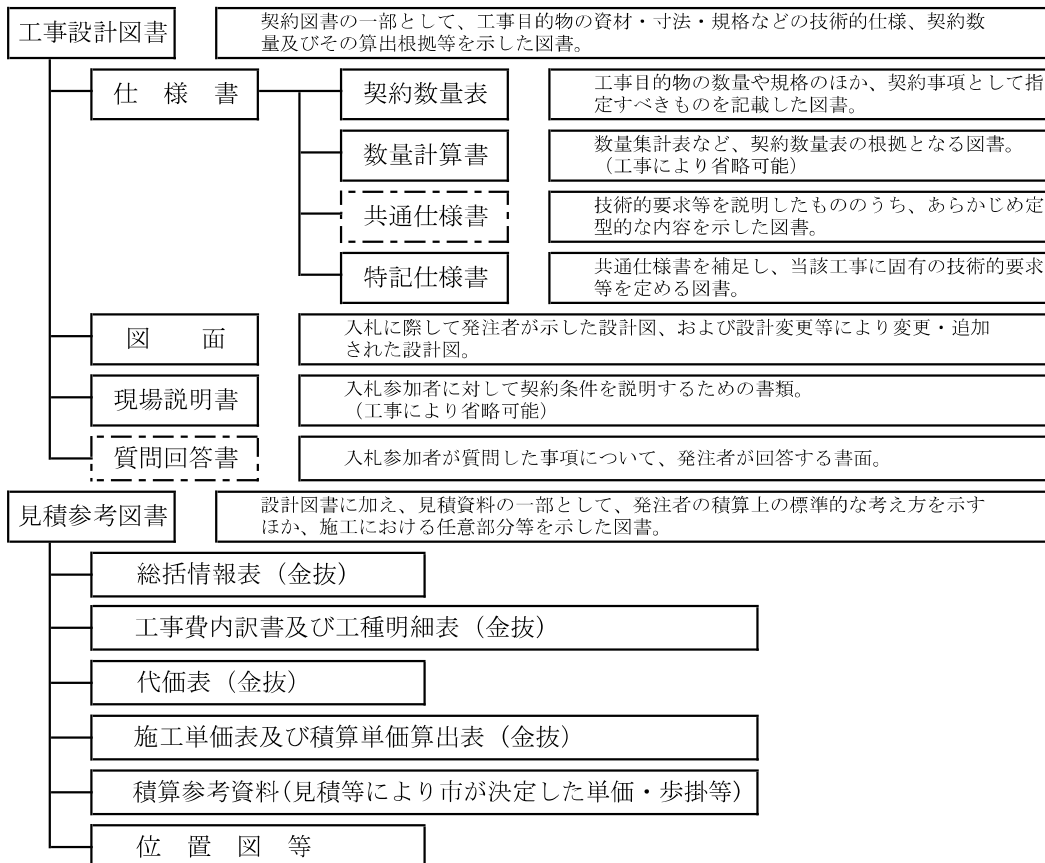 工事設計図書
契約図書の一部として、工事目的物の資材・寸法・規格などの技術的仕様、契約数
量及びその算出根拠等を示した図書。
仕 様 書
契約数量表
工事目的物の数量や規格のほか、契約事項として指
定すべきものを記載した図書。
数量計算書
数量集計表など、契約数量表の根拠となる図書。
(工事により省略可能)
共通仕様書
技術的要求等を説明したもののうち、あらかじめ定
型的な内容を示した図書。
特記仕様書
共通仕様書を補足し、当該工事に固有の技術的要求
等を定める図書。
図 面
入札に際して発注者が示した設計図、および設計変更等により変更・追加
された設計図。
現場説明書
入札参加者に対して契約条件を説明するための書類。
(工事により省略可能)
質問回答書
入札参加者が質問した事項について、発注者が回答する書面。
見積参考図書
設計図書に加え、見積資料の一部として、発注者の積算上の標準的な考え方を示す
ほか、施工における任意部分等を示した図書。
総括情報表(金抜)
工事費内訳書及び工種明細表(金抜)
代価表(金抜)
施工単価表及び積算単価算出表(金抜)
積算参考資料(見積等により市が決定した単価・歩掛等)
位 置 図 等